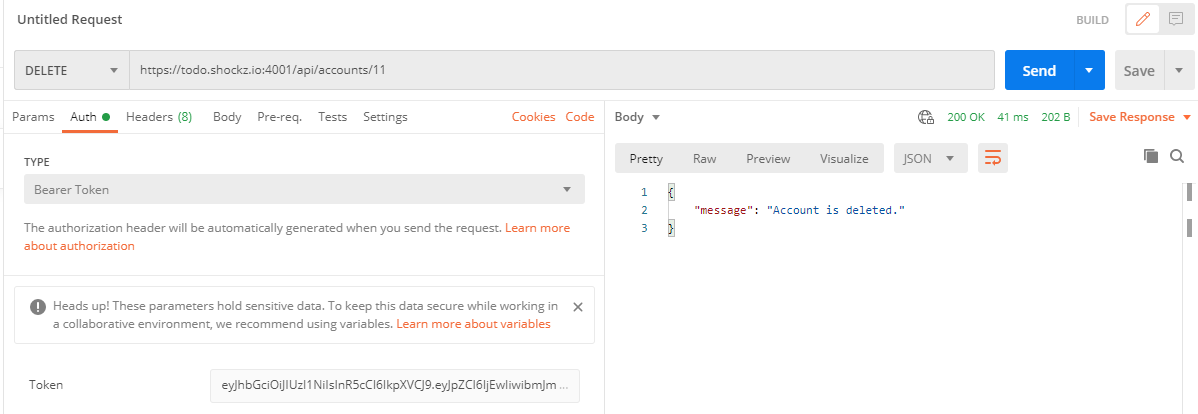 Untitled Request
BUILD
DELETE
https://todo.shockz.io:4001/api/accounts/11
Send
Save
Params Auth Headers (8) Body Pre-req. Tests Settings Cookies Code
TYPE
Bearer Token
The authorization header will be automatically generated when you send the request. Learn more
about authorization
Heads up! These parameters hold sensitive data. To keep this data secure while working in
a collaborative environment, we recommend using variables. Learn more about variables
Token
eyJhbGciOiJIUzI1NiIsInR5cCI6IkpXVCJ9.eyJpZCI6IjEwIiwibmJm ...
Body 200 OK 41 ms 202 B Save Response
Pretty Raw Preview Visualize JSON
1 {
2 "message": "Account is deleted."
3 }